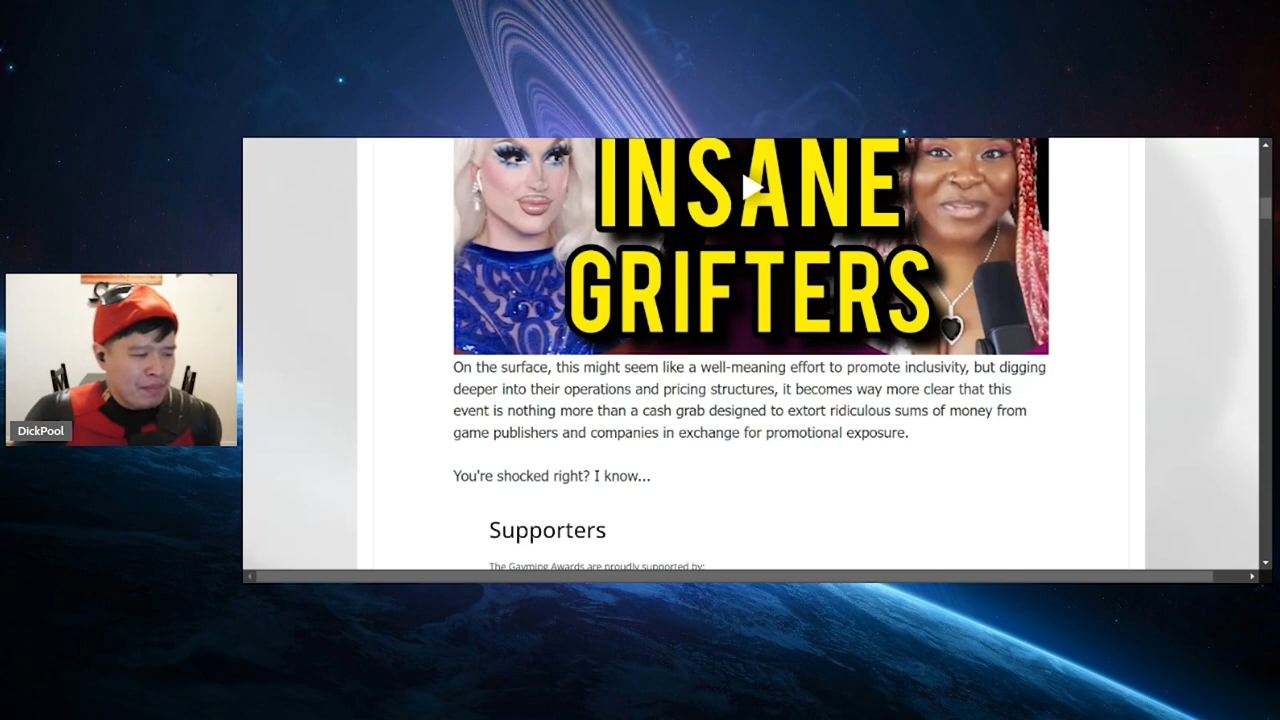 INSANE
GRIFTERS
On the surface, this might seem like a well-meaning effort to promote inclusivity, but digging
deeper into their operations and pricing structures, it becomes way more clear that this
event is nothing more than a cash grab designed to extort ridiculous sums of money from
game publishers and companies in exchange for promotional exposure.
You're shocked right? I know...
Supporters
The Gayming Awards are proudly supported by:
DickPool